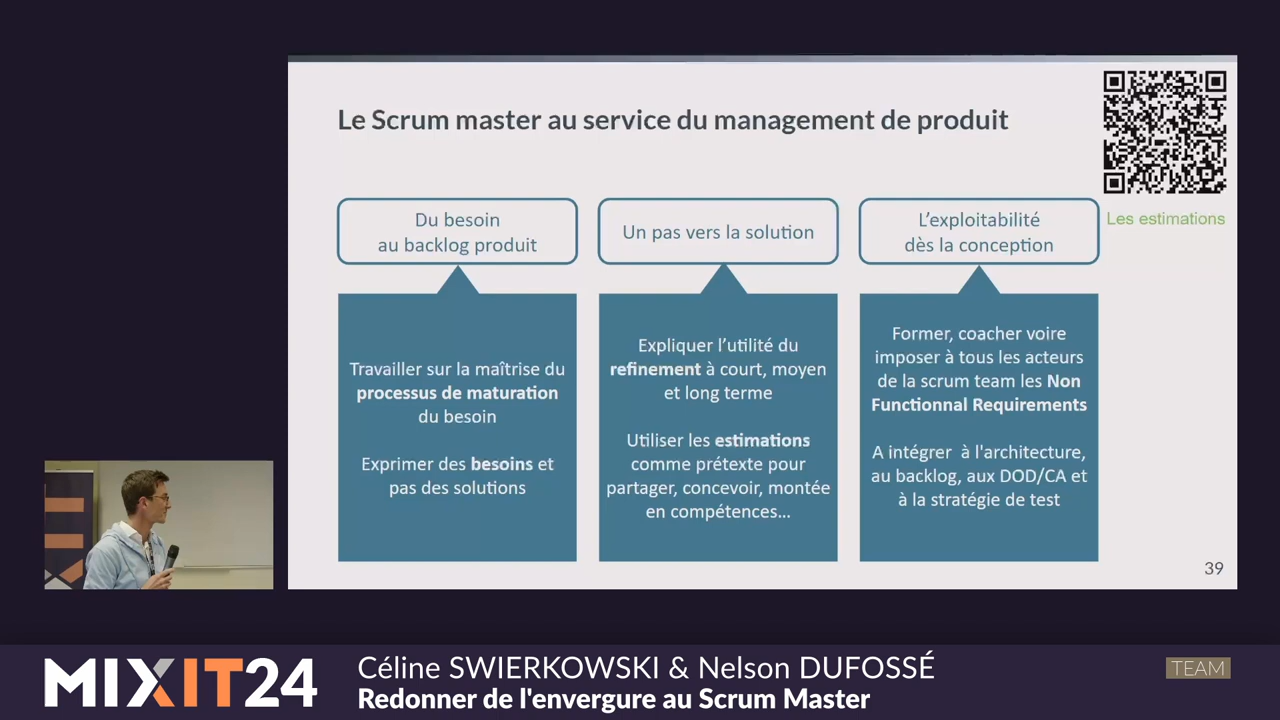 Le Scrum master au service du management de produit
Les estimations
Du besoin
au backlog produit
Travailler sur la maîtrise du
processus de maturation
du besoin
Exprimer des besoins et
pas des solutions
Un pas vers la solution
Expliquer l'utilité du
refinement à court, moyen
et long terme
Utiliser les estimations
comme prétexte pour
partager, concevoir, montée
en compétences...
L'exploitabilité
dès la conception
Former, coacher voire
imposer à tous les acteurs
de la scrum team les Non
Functionnal Requirements
A intégrer à l'architecture,
au backlog, aux DOD/CA et
à la stratégie de test
39
MIXIT24
Céline SWIERKOWSKI & Nelson DUFOSSÉ
Redonner de l'envergure au Scrum Master
TEAM